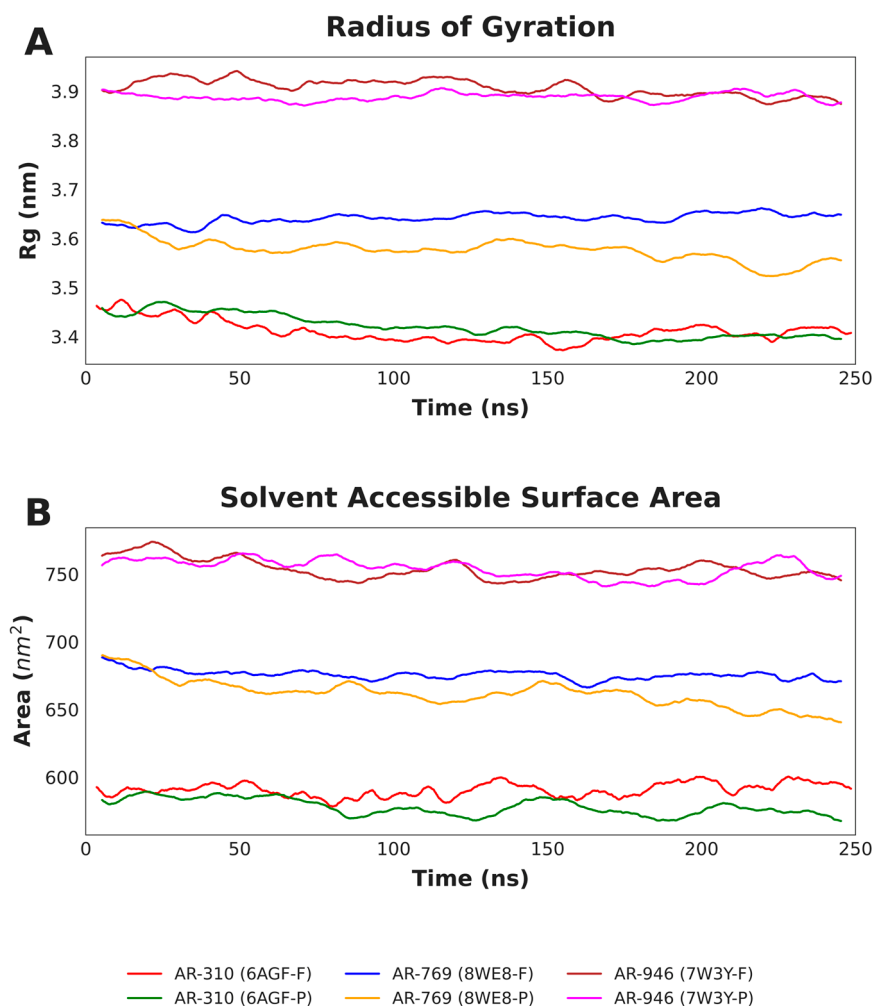 A
Radius of Gyration
Rg (nm)
3.9
3.8
3.7
3.6
3.5
3.4
0 50 100 150 200 250
Time (ns)
B
Solvent Accessible Surface Area
Area (nm²)
750
700
650
600
0 50 100 150 200 250
Time (ns)
AR-310 (6AGF-F) AR-769 (8WE8-F) AR-946 (7W3Y-F)
AR-310 (6AGF-P) AR-769 (8WE8-P) AR-946 (7W3Y-P)